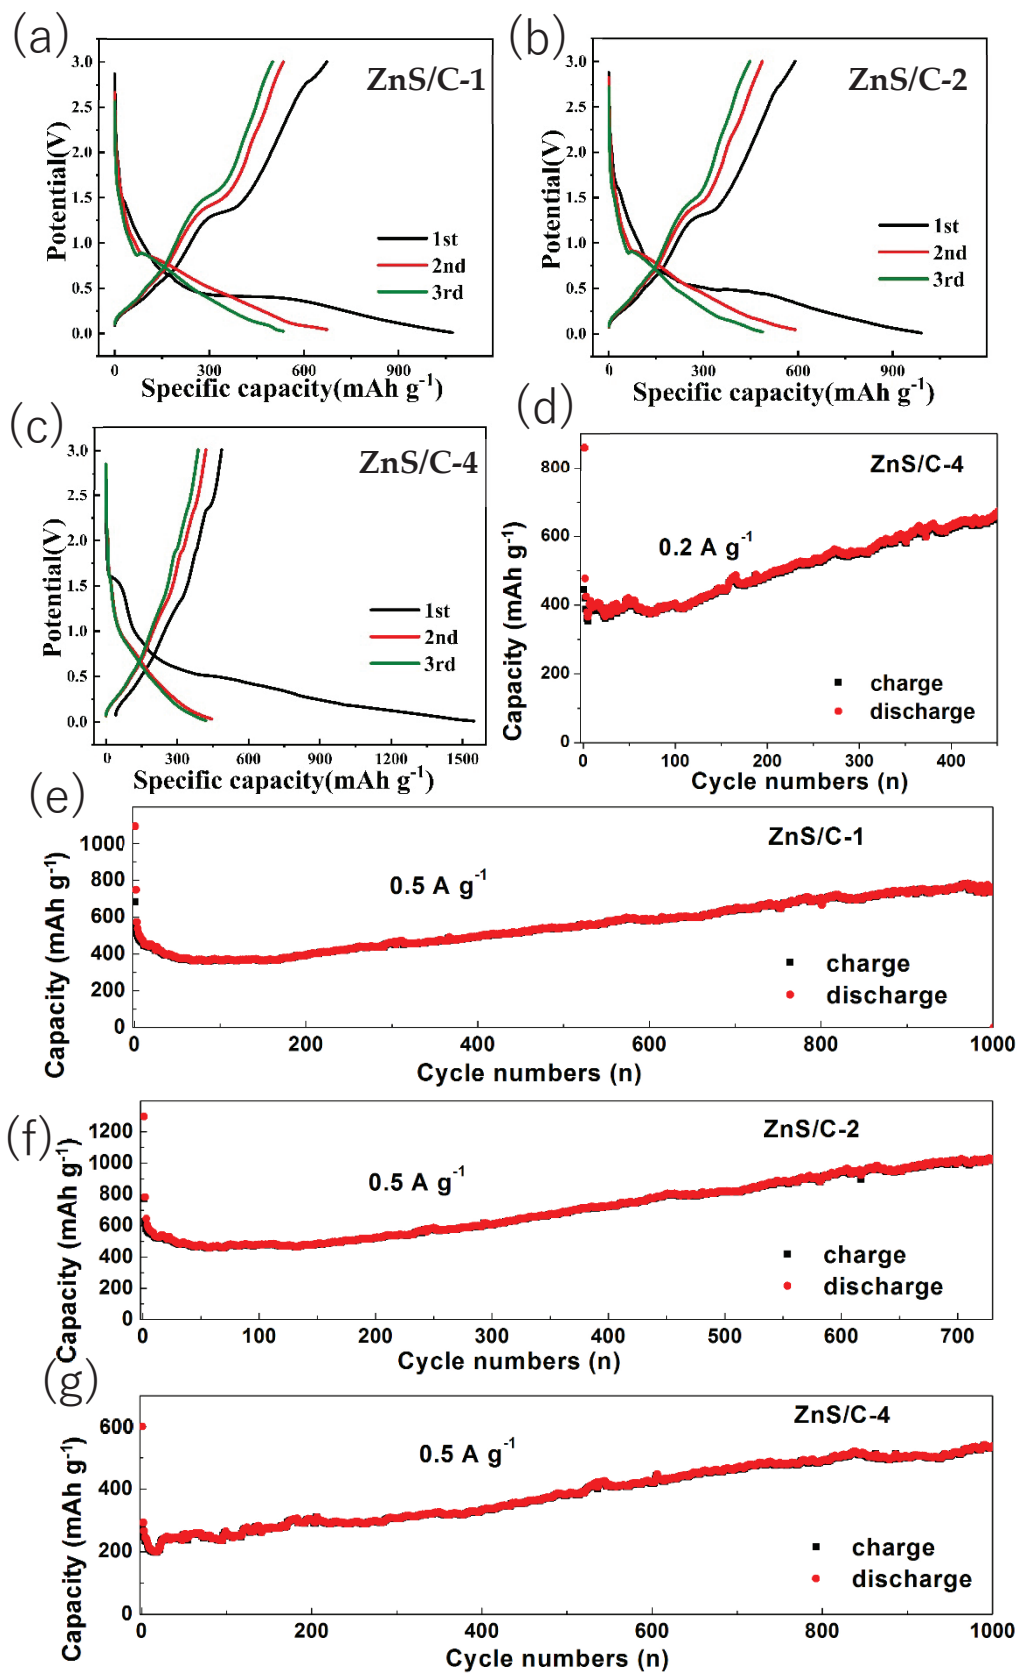 (a)
ZnS/C-1
3.0
2.5
2.0
1.5
1.0
0.5
0.0
Potential(V)
1st
2nd
3rd
0 300 600 900
Specific capacity(mAh g⁻¹)
(b)
ZnS/C-2
3.0
2.5
2.0
1.5
1.0
0.5
0.0
Potential(V)
1st
2nd
3rd
0 300 600 900
Specific capacity(mAh g⁻¹)
(c)
ZnS/C-4
3.0
2.5
2.0
1.5
1.0
0.5
0.0
Potential(V)
1st
2nd
3rd
0 300 600 900 1200 1500
Specific capacity(mAh g⁻¹)
(d)
ZnS/C-4
0.2 A g⁻¹
800
600
400
200
0
Capacity (mAh g⁻¹)
charge
discharge
0 100 200 300 400
Cycle numbers (n)
(e)
ZnS/C-1
0.5 A g⁻¹
1000
800
600
400
200
0
Capacity (mAh g⁻¹)
charge
discharge
0 200 400 600 800 1000
Cycle numbers (n)
(f)
ZnS/C-2
0.5 A g⁻¹
1200
1000
800
600
400
200
0
Capacity (mAh g⁻¹)
charge
discharge
0 100 200 300 400 500 600 700
Cycle numbers (n)
(g)
ZnS/C-4
0.5 A g⁻¹
600
400
200
0
Capacity (mAh g⁻¹)
charge
discharge
0 200 400 600 800 1000
Cycle numbers (n)